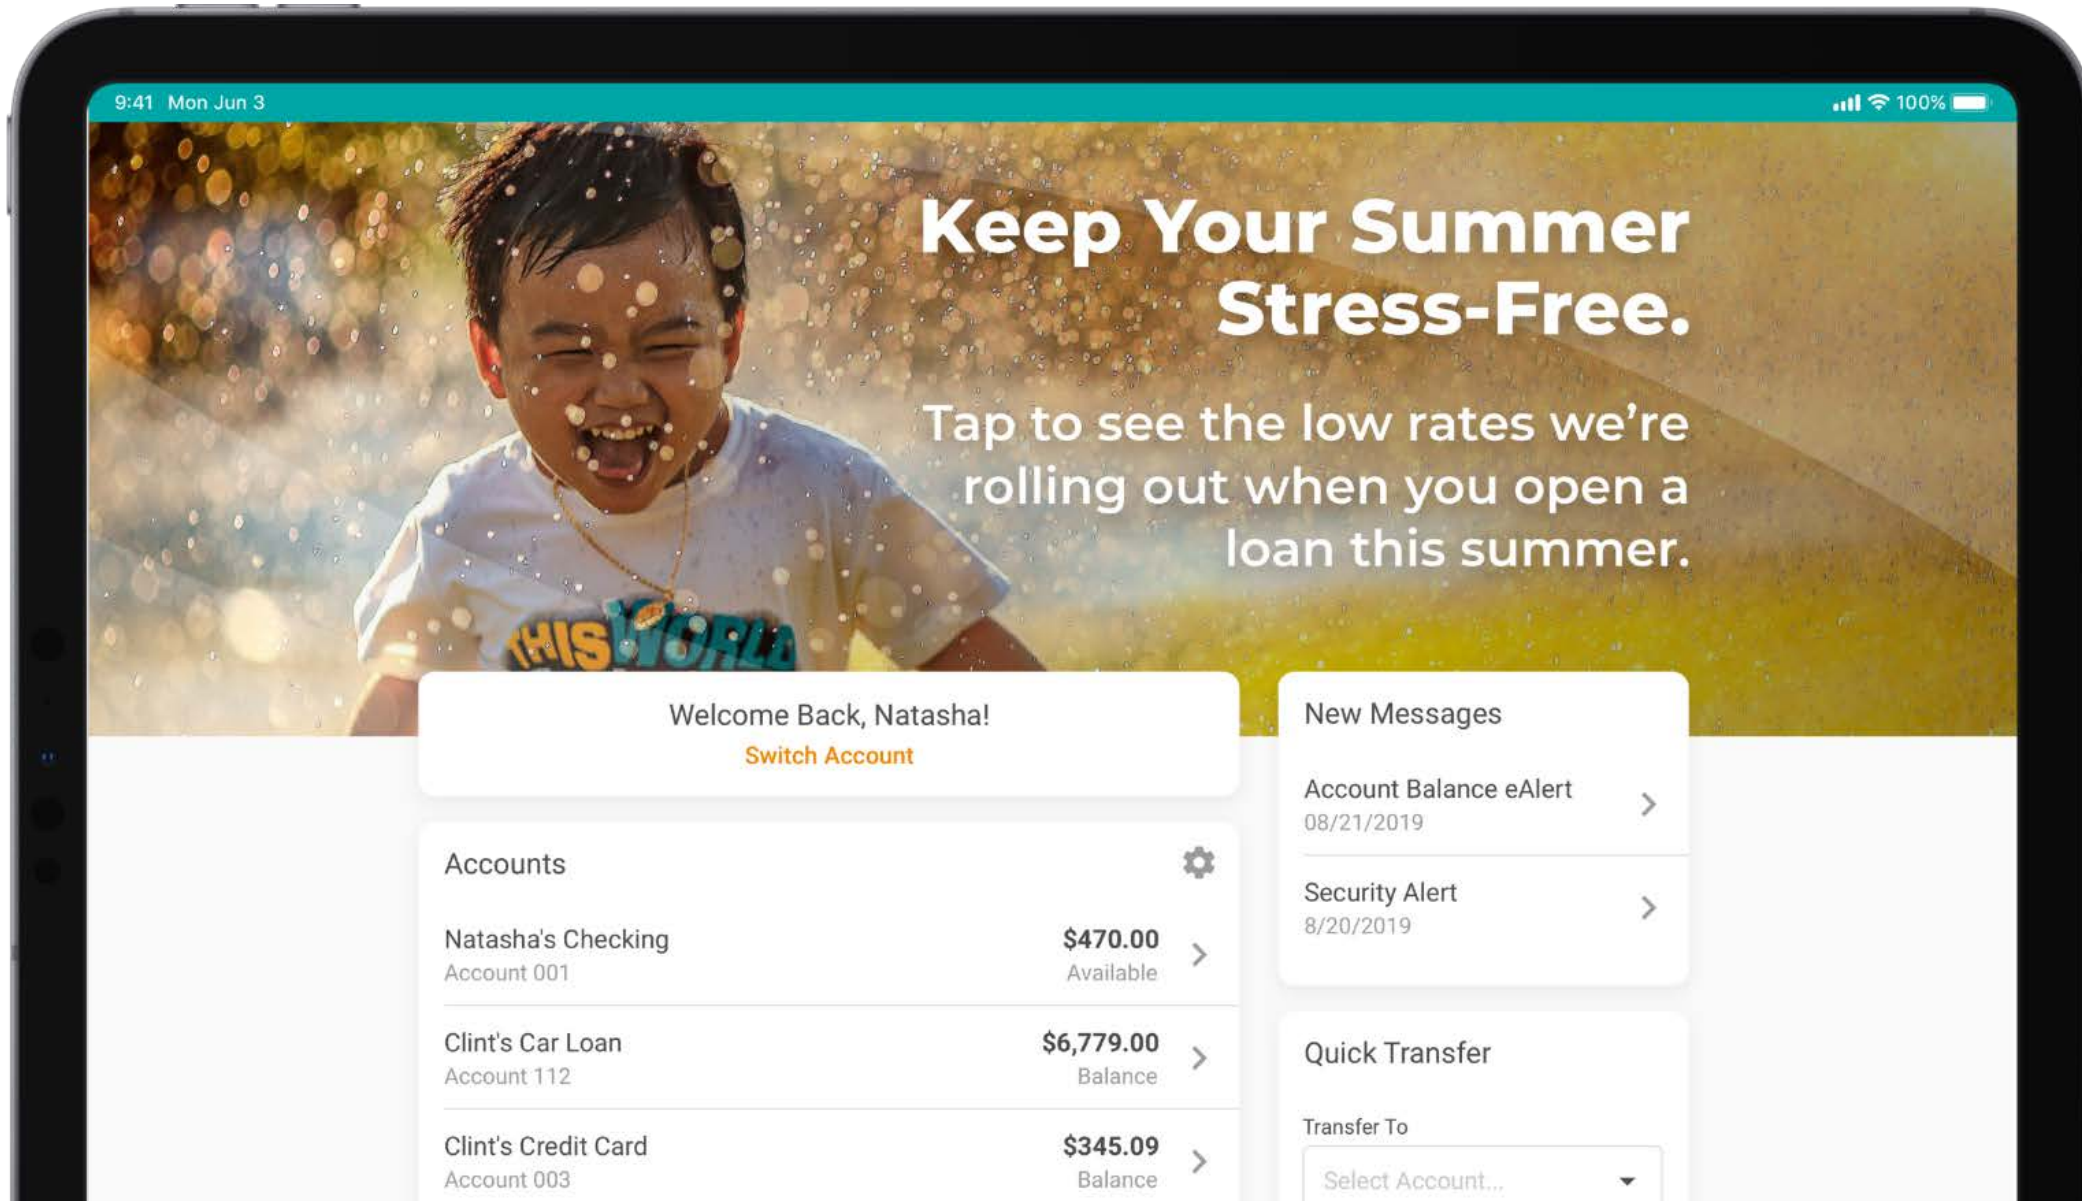 9:41 Mon Jun 3
100%
Keep Your Summer
Stress-Free.
Tap to see the low rates we're
rolling out when you open a
loan this summer.
THIS WORLD
Welcome Back, Natasha!
Switch Account
Accounts
Natasha's Checking
$470.00
Account 001
Available
Clint's Car Loan
$6,779.00
Account 112
Balance
Clint's Credit Card
$345.09
Account 003
Balance
New Messages
Account Balance eAlert
08/21/2019
Security Alert
8/20/2019
Quick Transfer
Transfer To
Select Account...